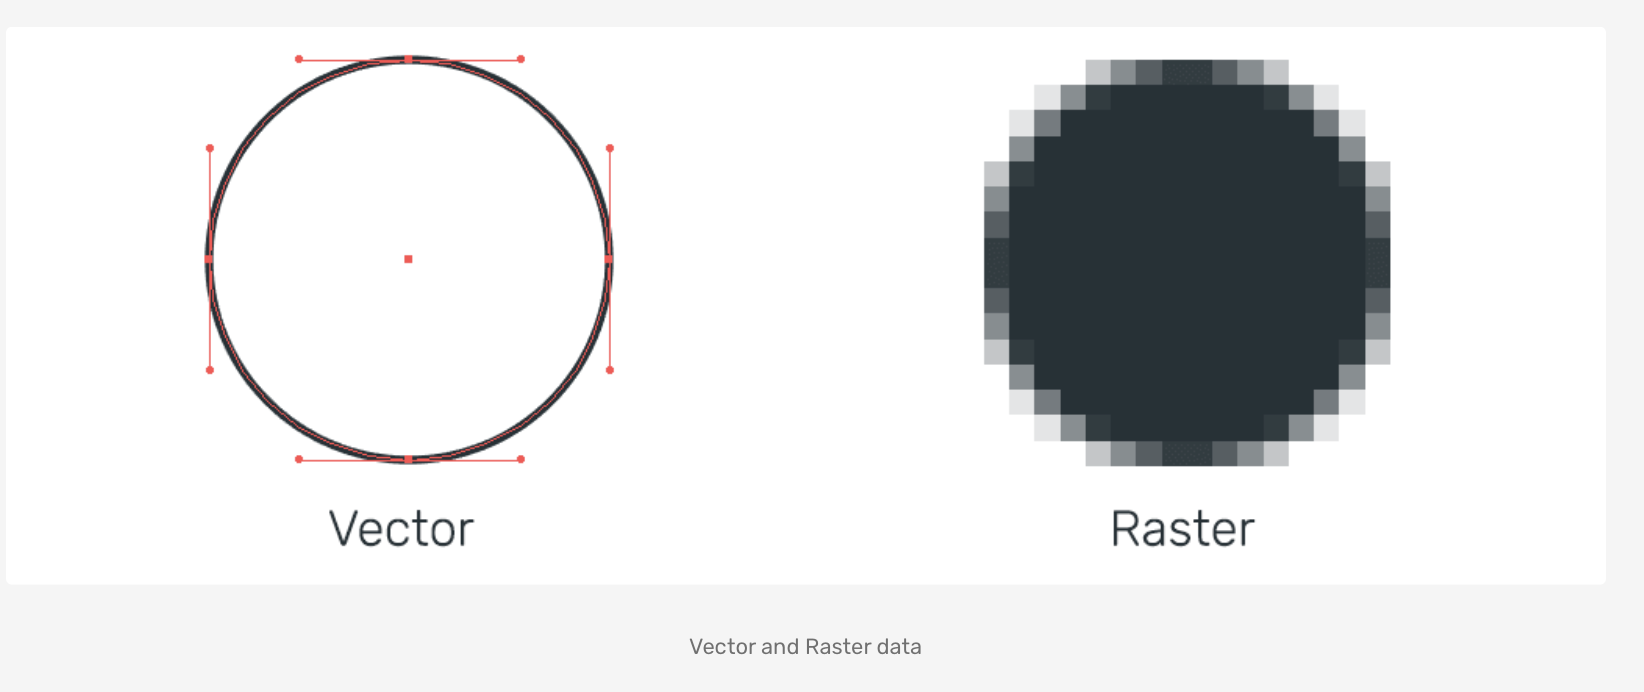 Vector
Raster
Vector and Raster data